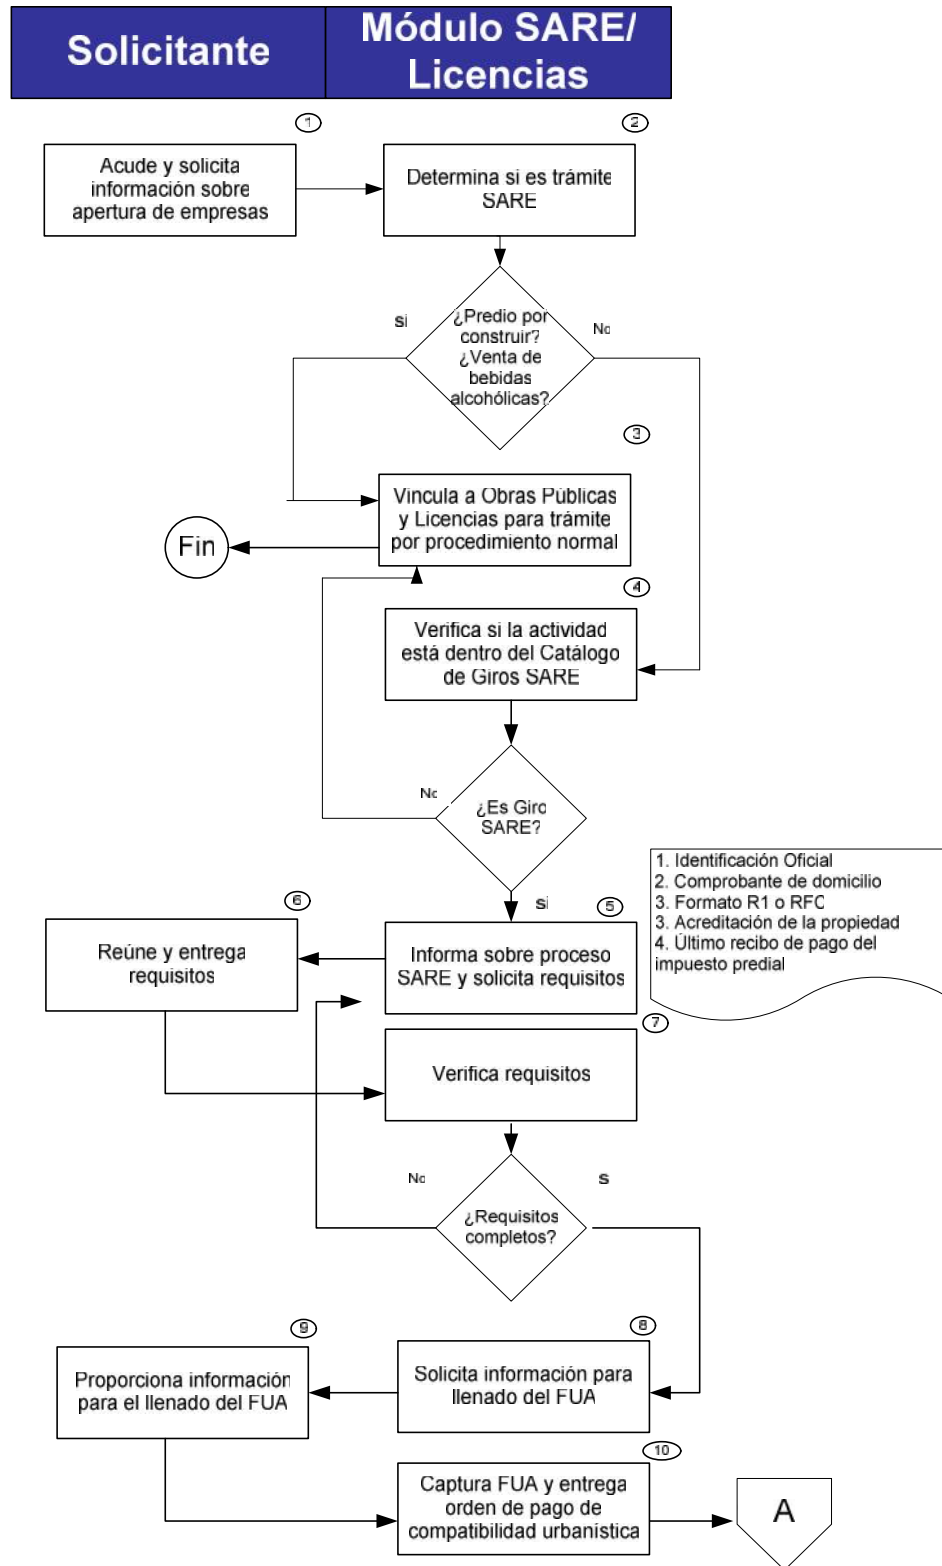 Solicitante
Módulo SARE/
Licencias
1
2
Acude y solicita
información sobre
apertura de empresas
Determina si es trámite
SARE
sí
¿Predio por
construir?
¿Venta de
bebidas
alcohólicas?
No
3
Vincula a Obras Públicas
y Licencias para trámite
por procedimiento normal
Fin
4
Verifica si la actividad
está dentro del Catálogo
de Giros SARE
No
¿Es Giro
SARE?
sí
1. Identificación Oficial
2. Comprobante de domicilio
3. Formato R1 o RFC
3. Acreditación de la propiedad
4. Último recibo de pago del
impuesto predial
5
6
Reúne y entrega
requisitos
Informa sobre proceso
SARE y solicita requisitos
7
Verifica requisitos
No
s
¿Requisitos
completos?
8
9
Proporciona información
para el llenado del FUA
Solicita información para
llenado del FUA
10
Captura FUA y entrega
orden de pago de
compatibilidad urbanística
A